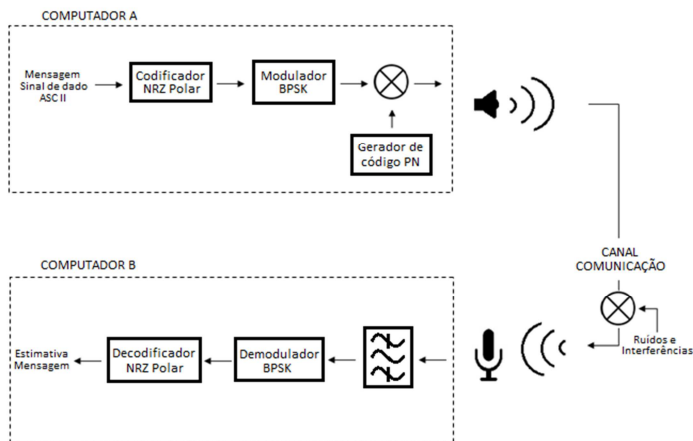 COMPUTADOR A
Mensagem
Sinal de dado
ASC II
Codificador
NRZ Polar
Modulador
BPSK
Gerador de
código PN
CANAL
COMUNICAÇÃO
Ruídos e
Interferências
COMPUTADOR B
Estimativa
Mensagem
Decodificador
NRZ Polar
Demodulador
BPSK